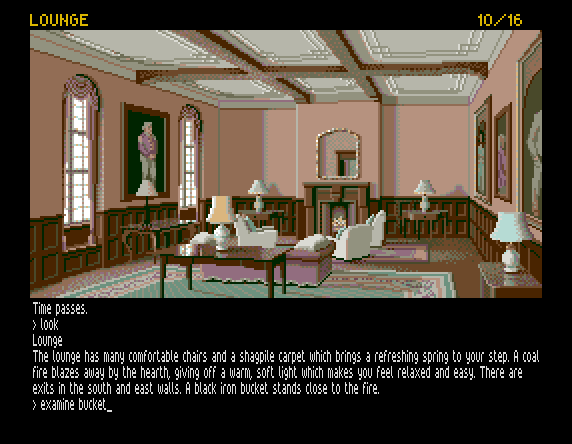 LOUNGE 10/16
Time passes.
> look
Lounge
The lounge has many comfortable chairs and a shagpile carpet which brings a refreshing spring to your step. A coal
fire blazes away by the hearth, giving off a warm, soft light which makes you feel relaxed and easy. There are
exits in the south and east walls. A black iron bucket stands close to the fire.
> examine bucket_